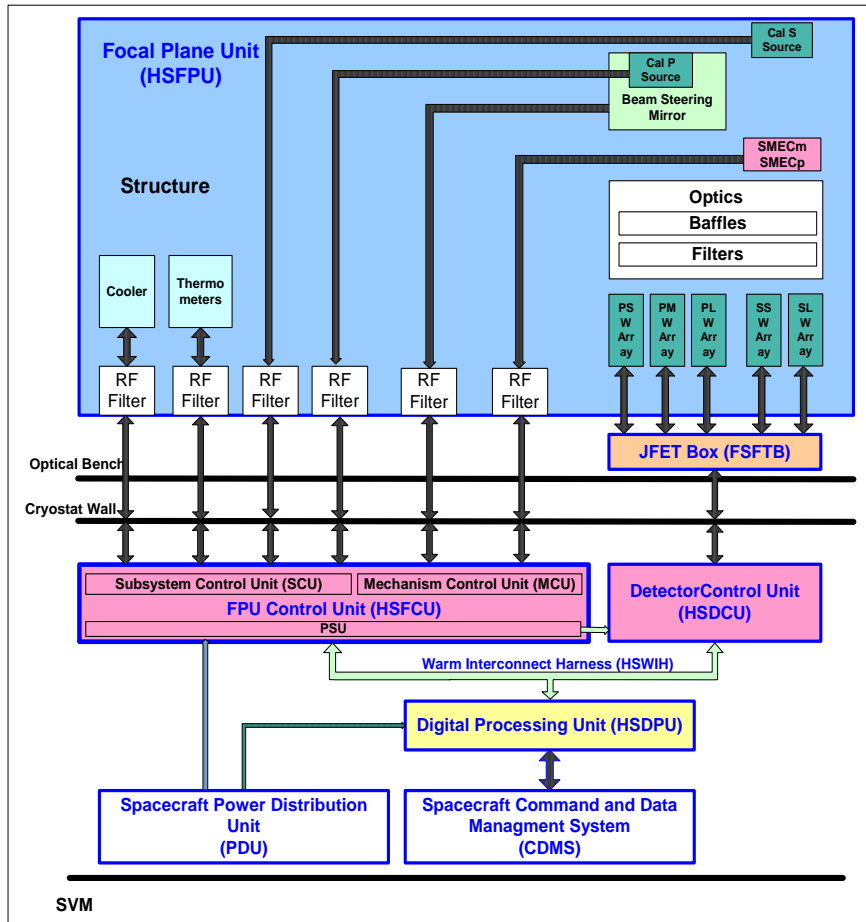 Focal Plane Unit
(HSFPU)
Cal S
Source
Cal P
Source
Beam Steering
Mirror
SMECm
SMECp
Structure
Optics
Baffles
Filters
Cooler
Thermo
meters
PS
W
Arr
ay
PM
W
Arr
ay
PL
W
Arr
ay
SS
W
Arr
ay
SL
W
Arr
ay
RF
Filter
RF
Filter
RF
Filter
RF
Filter
RF
Filter
RF
Filter
JFET Box (FSFTB)
Optical Bench
Cryostat Wall
Subsystem Control Unit (SCU)
Mechanism Control Unit (MCU)
FPU Control Unit (HSFCU)
PSU
DetectorControl Unit
(HSDCU)
Warm Interconnect Harness (HSWIH)
Digital Processing Unit (HSDPU)
Spacecraft Power Distribution
Unit
(PDU)
Spacecraft Command and Data
Managment System
(CDMS)
SVM